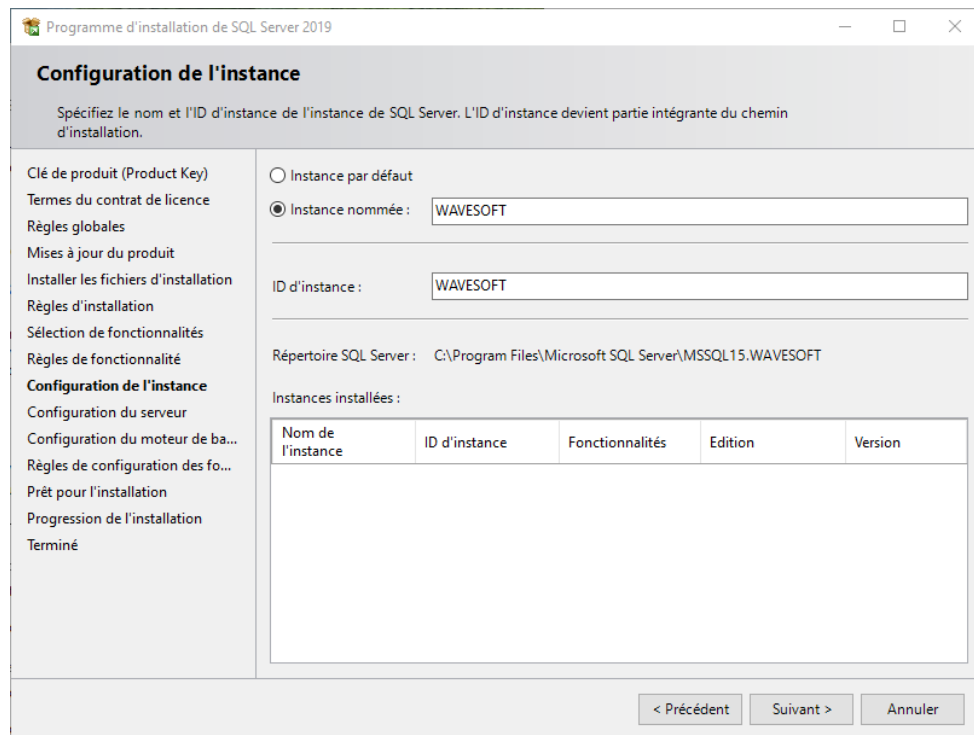 Programme d'installation de SQL Server 2019
Configuration de l'instance
Spécifiez le nom et l'ID d'instance de l'instance de SQL Server. L'ID d'instance devient partie intégrante du chemin
d'installation.
Clé de produit (Product Key)
Termes du contrat de licence
Règles globales
Mises à jour du produit
Installer les fichiers d'installation
Règles d'installation
Sélection de fonctionnalités
Règles de fonctionnalité
Configuration de l'instance
Configuration du serveur
Configuration du moteur de ba...
Règles de configuration des fo...
Prêt pour l'installation
Progression de l'installation
Terminé
Instance par défaut
Instance nommée : WAVESOFT
ID d'instance : WAVESOFT
Répertoire SQL Server : C:\Program Files\Microsoft SQL Server\MSSQL15.WAVESOFT
Instances installées :
Nom de
l'instance
ID d'instance
Fonctionnalités
Edition
Version
< Précédent
Suivant >
Annuler